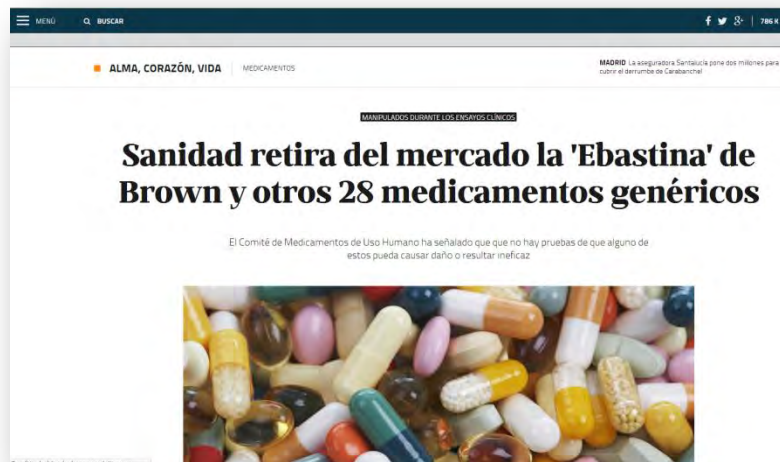 MENÚ BUSCAR 786 K
ALMA, CORAZÓN, VIDA MEDICAMENTOS
MADRID La aseguradora Santalucía pone dos millones para
cubrir el derrumbe de Carabanchel
MANIPULADOS DURANTE LOS ENSAYOS CLÍNICOS
Sanidad retira del mercado la 'Ebastina' de
Brown y otros 28 medicamentos genéricos
El Comité de Medicamentos de Uso Humano ha señalado que que no hay pruebas de que alguno de
estos pueda causar daño o resultar ineficaz